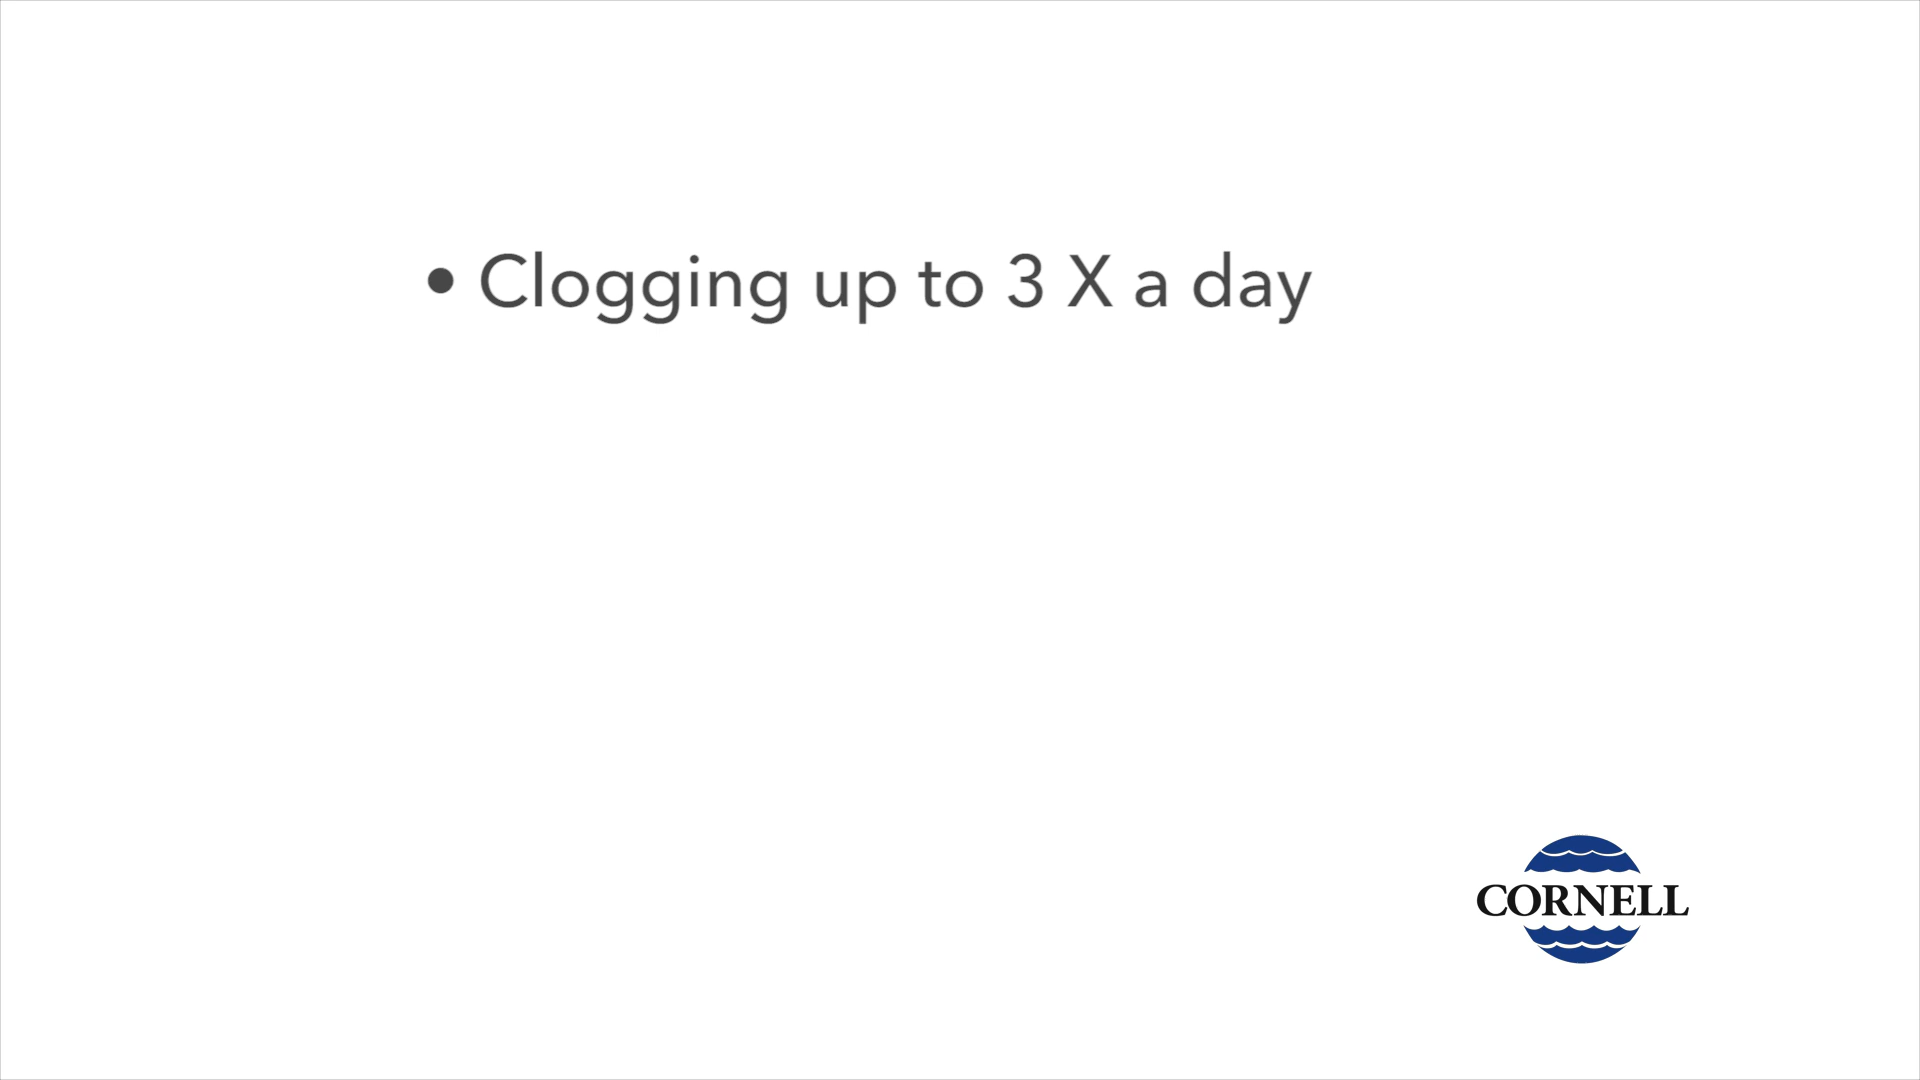 • Clogging up to 3 X a day
CORNELL